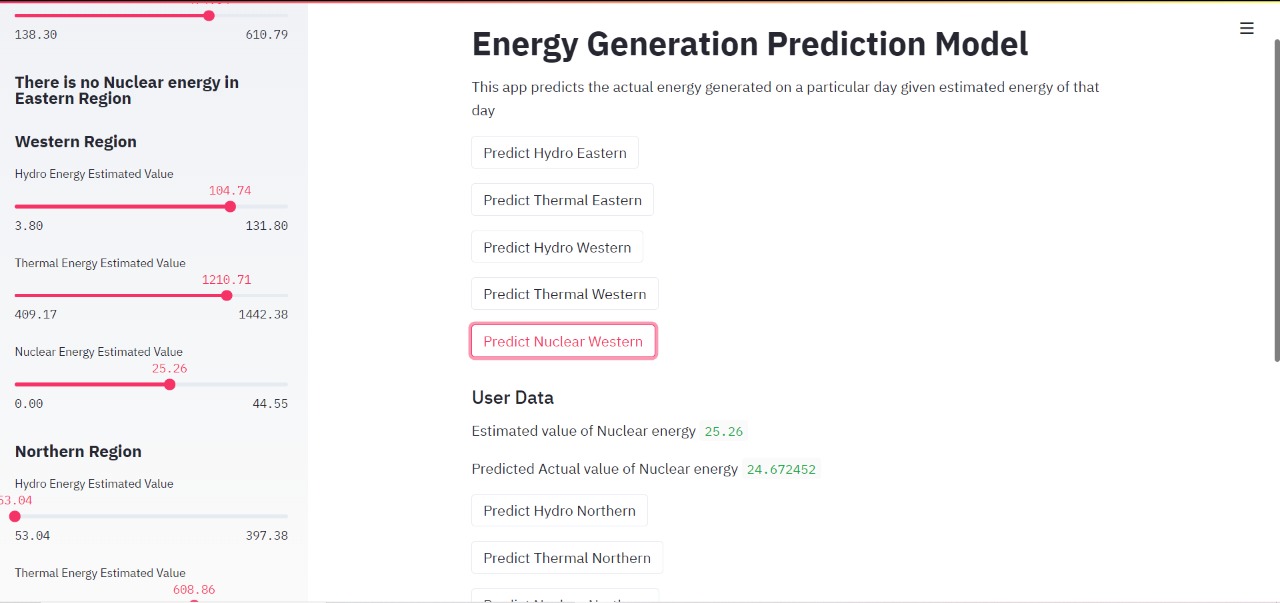 138.30 610.79
There is no Nuclear energy in
Eastern Region
Western Region
Hydro Energy Estimated Value
104.74
3.80 131.80
Thermal Energy Estimated Value
1210.71
409.17 1442.38
Nuclear Energy Estimated Value
25.26
0.00 44.55
Northern Region
Hydro Energy Estimated Value
53.04
53.04 397.38
Thermal Energy Estimated Value
608.86
Energy Generation Prediction Model
This app predicts the actual energy generated on a particular day given estimated energy of that
day
Predict Hydro Eastern
Predict Thermal Eastern
Predict Hydro Western
Predict Thermal Western
Predict Nuclear Western
User Data
Estimated value of Nuclear energy 25.26
Predicted Actual value of Nuclear energy 24.672452
Predict Hydro Northern
Predict Thermal Northern